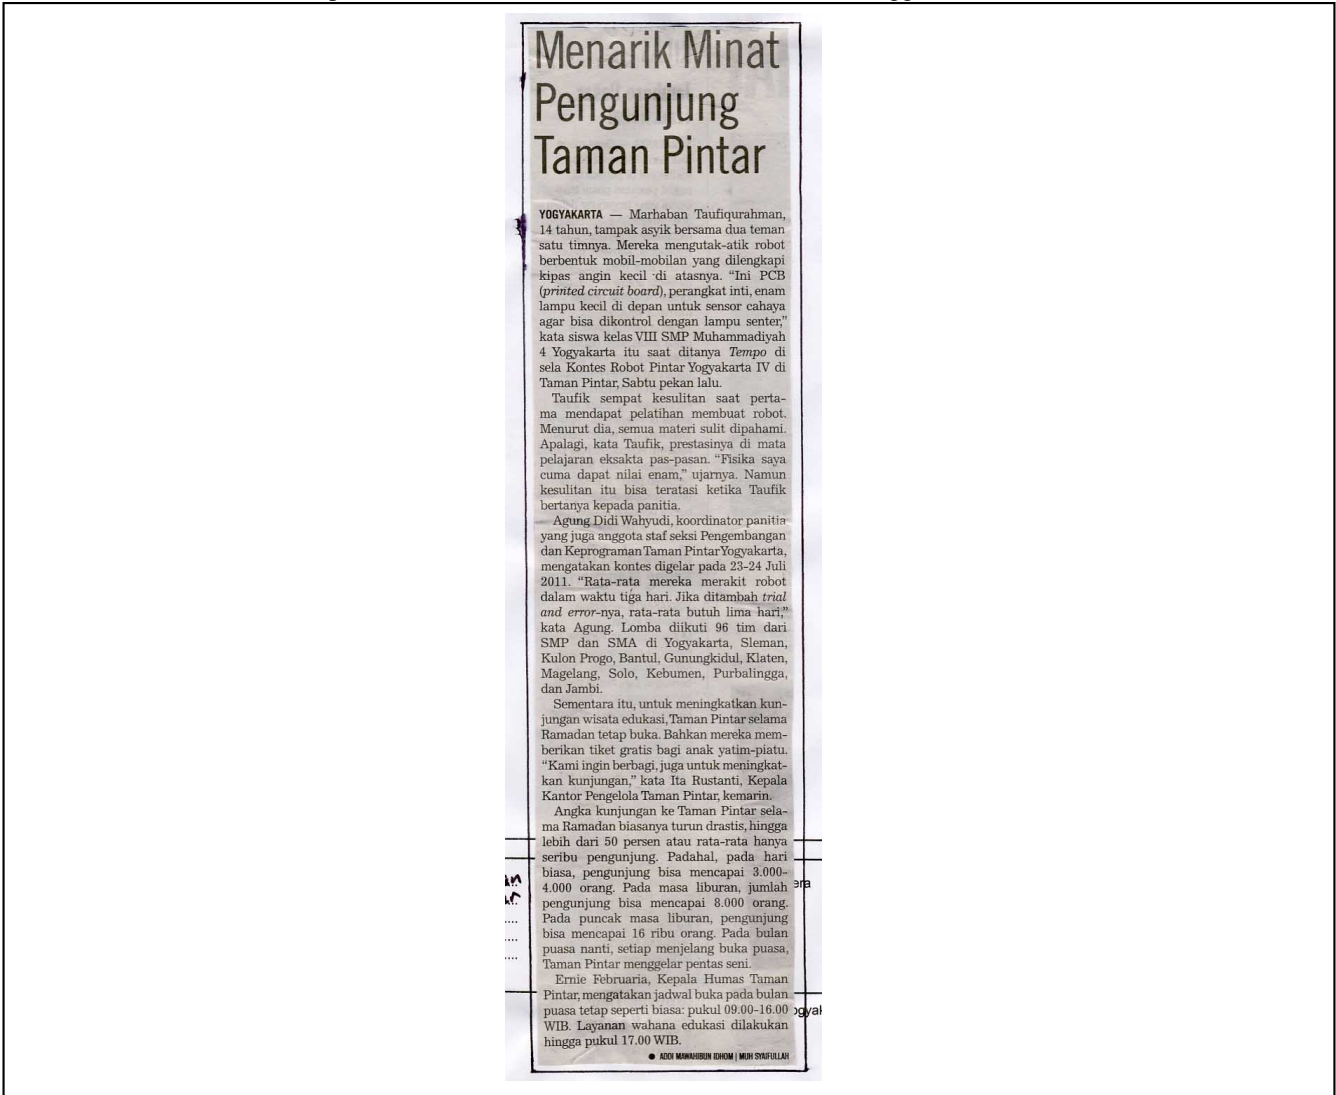 Menarik Minat
Pengunjung
Taman Pintar
YOGYAKARTA — Marhaban Taufiqurahman,
14 tahun, tampak asyik bersama dua teman
satu timnya. Mereka mengutak-atik robot
berbentuk mobil-mobilan yang dilengkapi
kipas angin kecil di atasnya. “Ini PCB
(printed circuit board), perangkat inti, enam
lampu kecil di depan untuk sensor cahaya
agar bisa dikontrol dengan lampu senter,”
kata siswa kelas VIII SMP Muhammadiyah
4 Yogyakarta itu saat ditanya Tempo di
sela Kontes Robot Pintar Yogyakarta IV di
Taman Pintar, Sabtu pekan lalu.
Taufik sempat kesulitan saat perta-
ma mendapat pelatihan membuat robot.
Menurut dia, semua materi sulit dipahami.
Apalagi, kata Taufik, prestasinya di mata
pelajaran eksakta pas-pasan. “Fisika saya
cuma dapat nilai enam,” ujarnya. Namun
kesulitan itu bisa teratasi ketika Taufik
bertanya kepada panitia.
Agung Didi Wahyudi, koordinator panitia
yang juga anggota staf seksi Pengembangan
dan Keprograman Taman Pintar Yogyakarta,
mengatakan kontes digelar pada 23-24 Juli
2011. “Rata-rata mereka merakit robot
dalam waktu tiga hari. Jika ditambah trial
and error-nya, rata-rata butuh lima hari,”
kata Agung. Lomba diikuti 96 tim dari
SMP dan SMA di Yogyakarta, Sleman,
Kulon Progo, Bantul, Gunungkidul, Klaten,
Magelang, Solo, Kebumen, Purbalingga,
dan Jambi.
Sementara itu, untuk meningkatkan kun-
jungan wisata edukasi, Taman Pintar selama
Ramadan tetap buka. Bahkan mereka mem-
berikan tiket gratis bagi anak yatim-piatu.
“Kami ingin berbagi, juga untuk meningkat-
kan kunjungan,” kata Ita Rustanti, Kepala
Kantor Pengelola Taman Pintar, kemarin.
Angka kunjungan ke Taman Pintar sela-
ma Ramadan biasanya turun drastis, hingga
lebih dari 50 persen atau rata-rata hanya
seribu pengunjung. Padahal, pada hari
biasa, pengunjung bisa mencapai 3.000-
4.000 orang. Pada masa liburan, jumlah
pengunjung bisa mencapai 8.000 orang.
Pada puncak masa liburan, pengunjung
bisa mencapai 16 ribu orang. Pada bulan
puasa nanti, setiap menjelang buka puasa,
Taman Pintar menggelar pentas seni.
Ernie Februaria, Kepala Humas Taman
Pintar, mengatakan jadwal buka pada bulan
puasa tetap seperti biasa: pukul 09.00-16.00
WIB. Layanan wahana edukasi dilakukan
hingga pukul 17.00 WIB.
● ADDI MAWAHIBUN IDHOM | MUH SYAIFULLAH